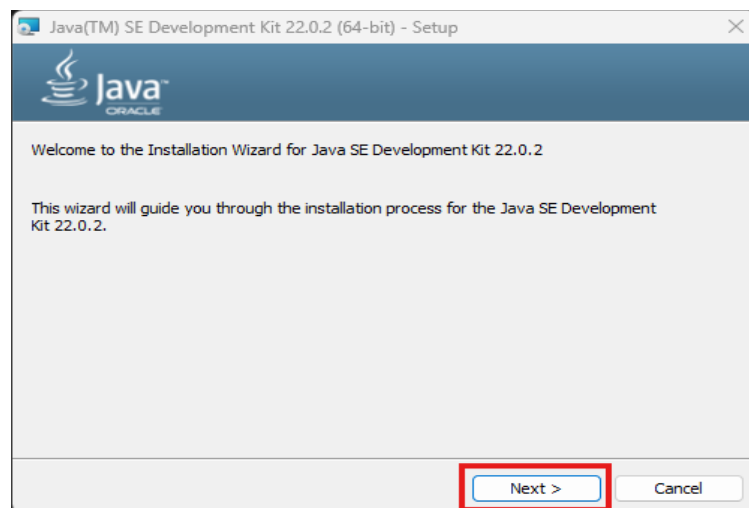 Java(TM) SE Development Kit 22.0.2 (64-bit) - Setup
Java™
ORACLE
Welcome to the Installation Wizard for Java SE Development Kit 22.0.2
This wizard will guide you through the installation process for the Java SE Development
Kit 22.0.2.
Next >
Cancel